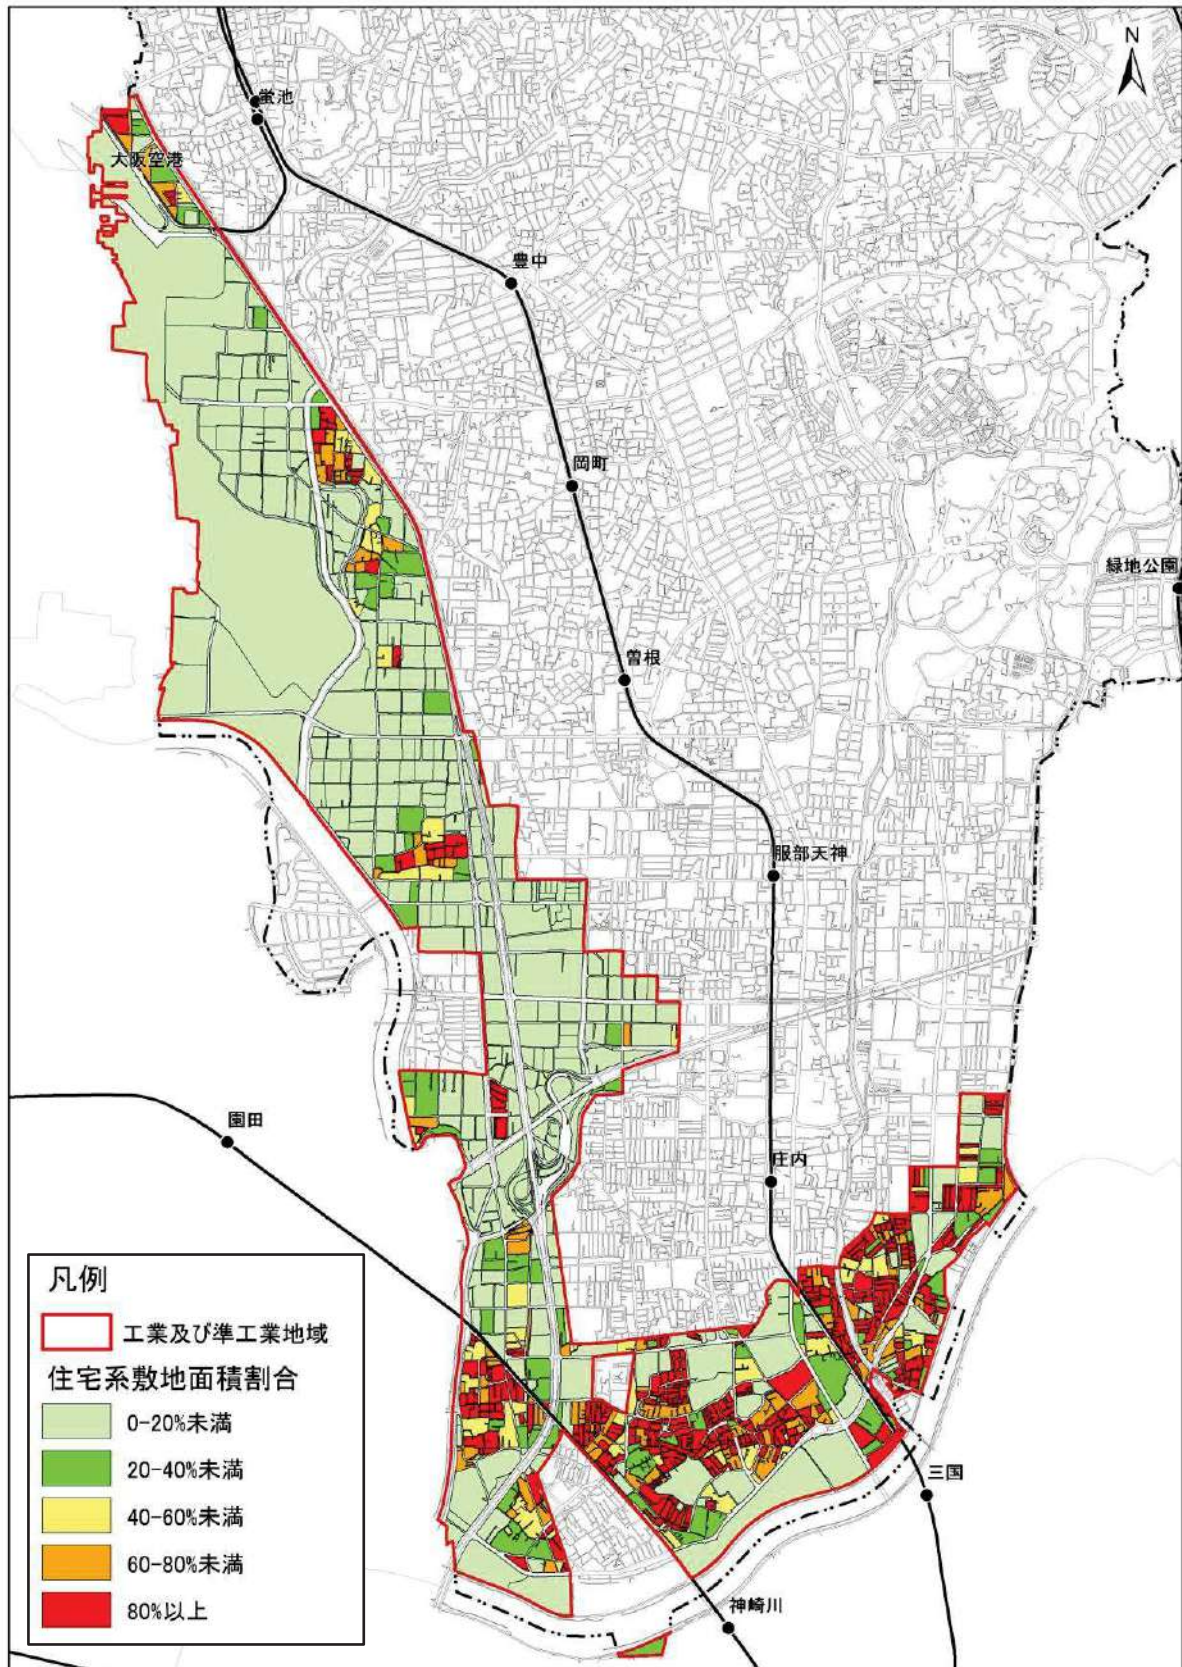 N
蛍池
大阪空港
豊中
岡町
緑地公園
曽根
服部天神
園田
庄内
三国
神崎川
凡例
工業及び準工業地域
住宅系敷地面積割合
0-20%未満
20-40%未満
40-60%未満
60-80%未満
80%以上